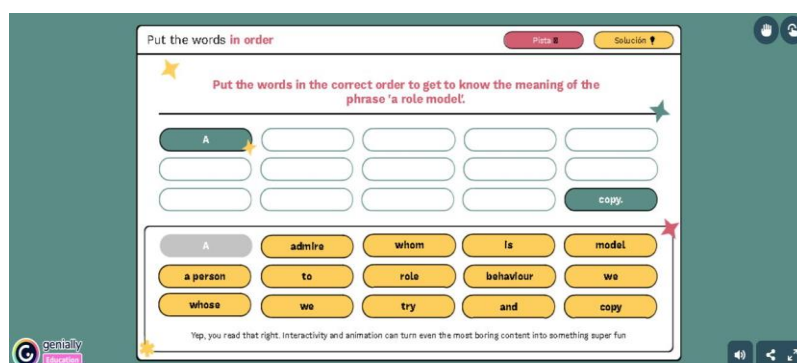 Put the words in order
Pista
Solución
Put the words in the correct order to get to know the meaning of the
phrase 'a role model'.
A
copy.
A admire whom is model
a person to role behaviour we
whose we try and copy
Yep, you read that right. Interactivity and animation can turn even the most boring content into something super fun
genially
Education